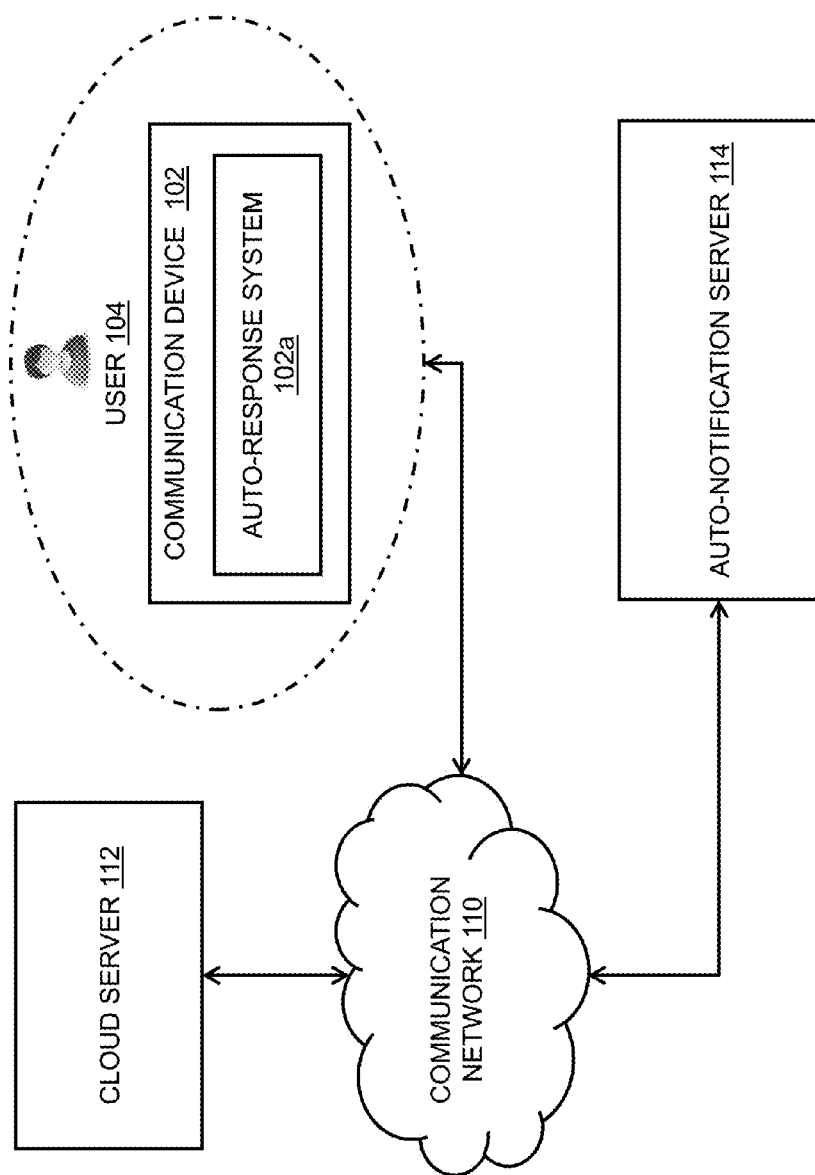 CLOUD SERVER 112
USER 104
COMMUNICATION DEVICE 102
AUTO-RESPONSE SYSTEM
102a
COMMUNICATION
NETWORK 110
AUTO-NOTIFICATION SERVER 114